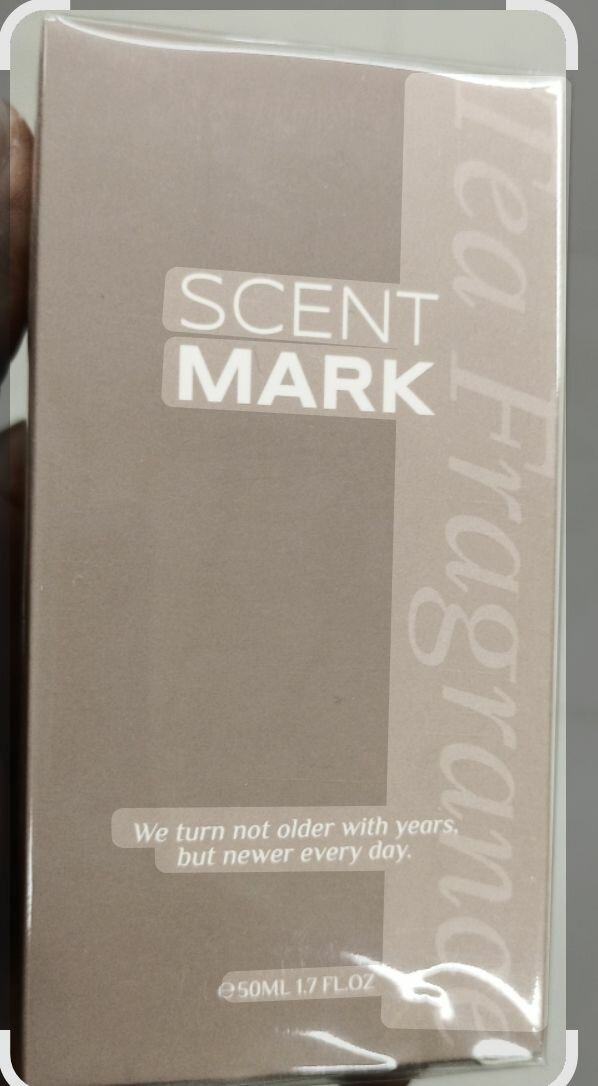 SCENT
MARK
Tea Fragrance
We turn not older with years,
but newer every day.
℮50ML 1.7 FL.OZ